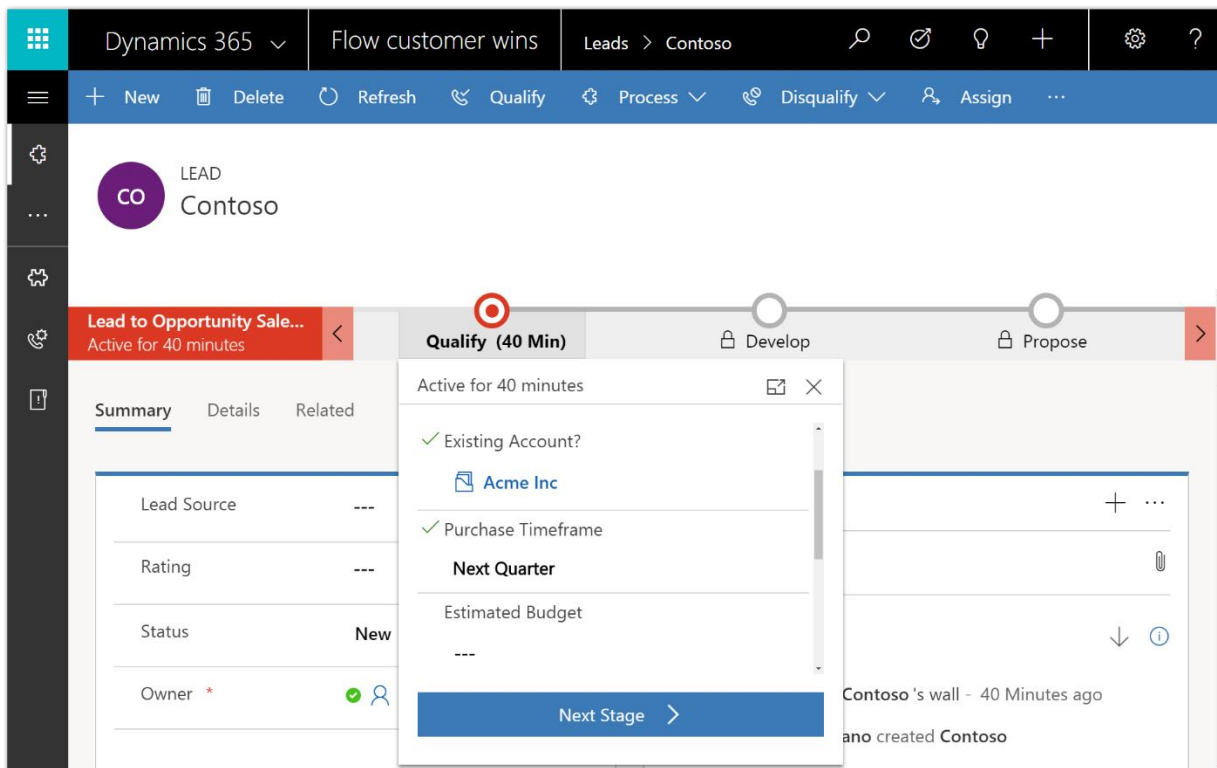 Dynamics 365 Flow customer wins Leads > Contoso ?
New Delete Refresh Qualify Process Disqualify Assign ...
LEAD
CO
Contoso
Lead to Opportunity Sale...
Active for 40 minutes
Qualify (40 Min)
Develop
Propose
Summary Details Related
Active for 40 minutes
Existing Account?
Acme Inc
Purchase Timeframe
Next Quarter
Estimated Budget
---
Next Stage
Lead Source ---
Rating ---
Status New
Owner *
Contoso 's wall - 40 Minutes ago
ano created Contoso